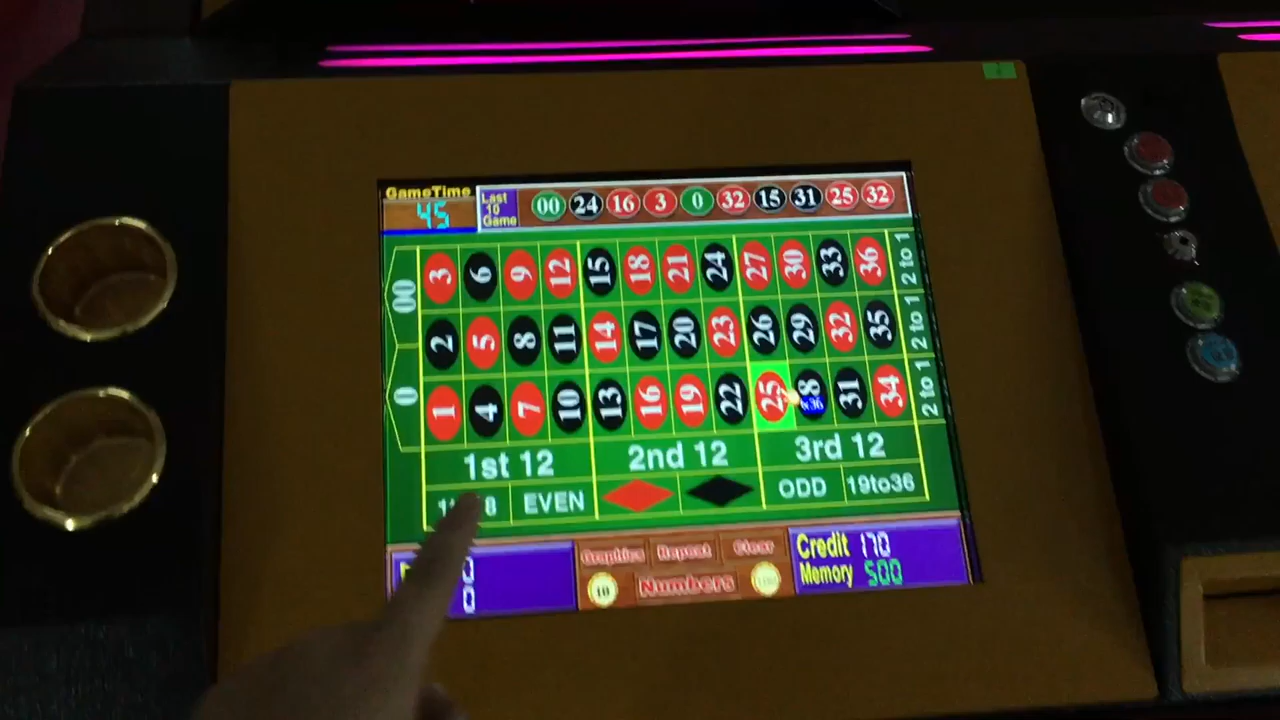 GameTime
45
Last 10 Game
00 24 16 3 0 32 15 31 25 32
00 3 6 9 12 15 18 21 24 27 30 33 36 2 to 1
2 5 8 11 14 17 20 23 26 29 32 35 2 to 1
0 1 4 7 10 13 16 19 22 25 8 31 34 2 to 1
x36
1st 12 2nd 12 3rd 12
EVEN ODD 19to36
0
0
Graphics Repeat Clear
10 Numbers
Credit 170
Memory 500